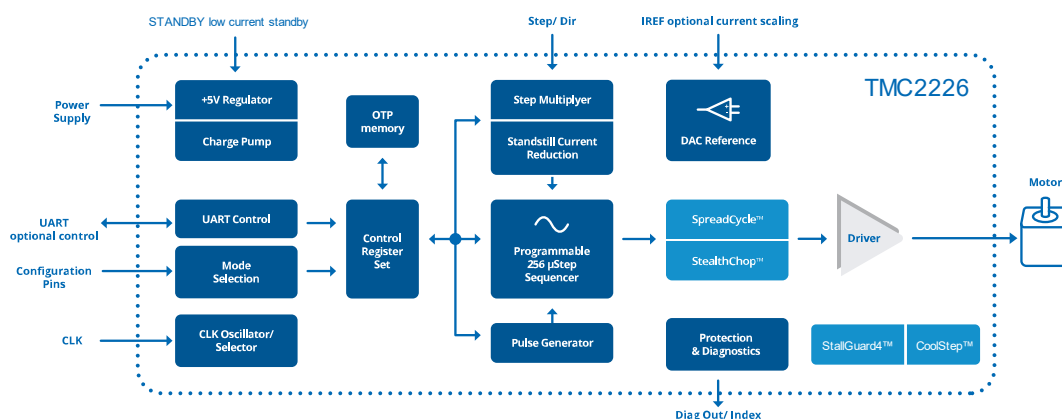 STANDBY low current standby
Step/ Dir
IREF optional current scaling
TMC2226
Power
Supply
+5V Regulator
Charge Pump
OTP
memory
Step Multiplyer
Standstill Current
Reduction
DAC Reference
Motor
UART
optional control
UART Control
Control
Register
Set
Programmable
256 µStep
Sequencer
SpreadCycle™
StealthChop™
Driver
Configuration
Pins
Mode
Selection
CLK
CLK Oscillator/
Selector
Pulse Generator
Protection
& Diagnostics
StallGuard4™
CoolStep™
Diag Out/ Index